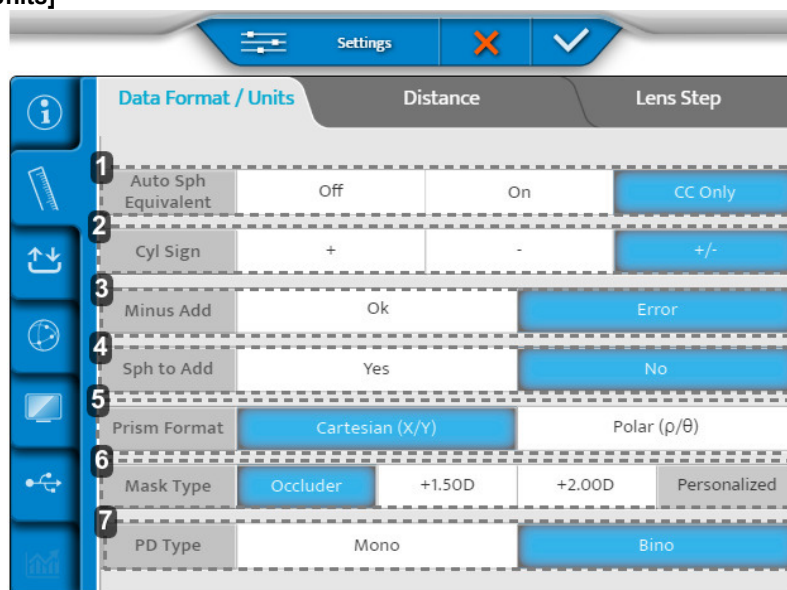 Units]
Settings
Data Format / Units Distance Lens Step
1
Auto Sph Off On CC Only
Equivalent
2
Cyl Sign + - +/-
3
Minus Add Ok Error
4
Sph to Add Yes No
5
Prism Format Cartesian (X/Y) Polar (ρ/θ)
6
Mask Type Occluder +1.50D +2.00D Personalized
7
PD Type Mono Bino